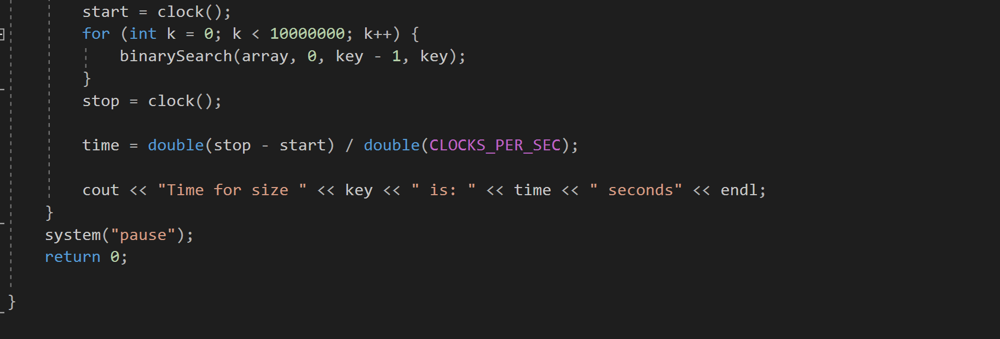 start = clock();
for (int k = 0; k < 10000000; k++) {
binarySearch(array, 0, key - 1, key);
}
stop = clock();
time = double(stop - start) / double(CLOCKS_PER_SEC);
cout << "Time for size " << key << " is: " << time << " seconds" << endl;
}
system("pause");
return 0;
}